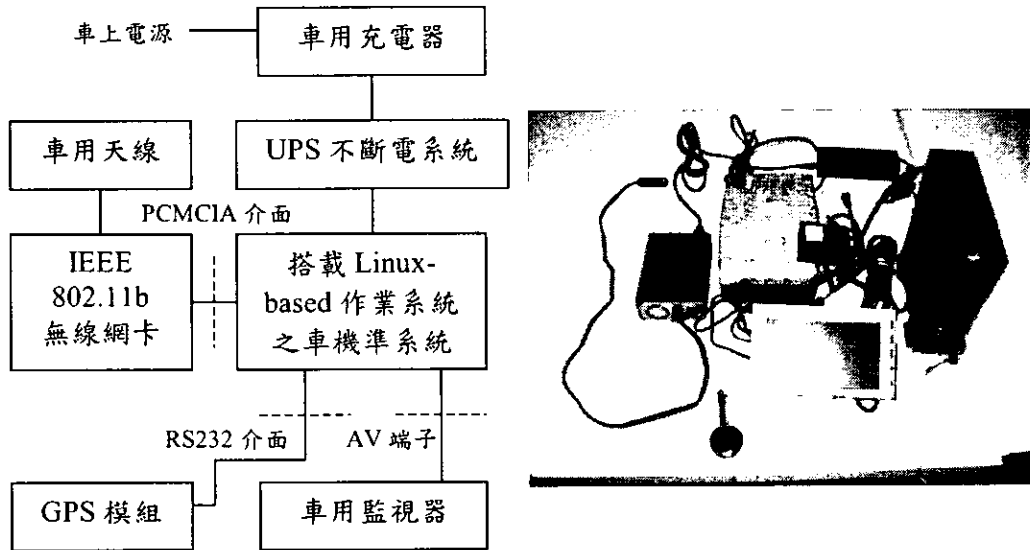 車上電源
車用充電器
車用天線
UPS 不斷電系統
PCMCIA 介面
IEEE
802.11b
無線網卡
搭載 Linux-
based 作業系統
之車機準系統
RS232 介面
AV 端子
GPS 模組
車用監視器